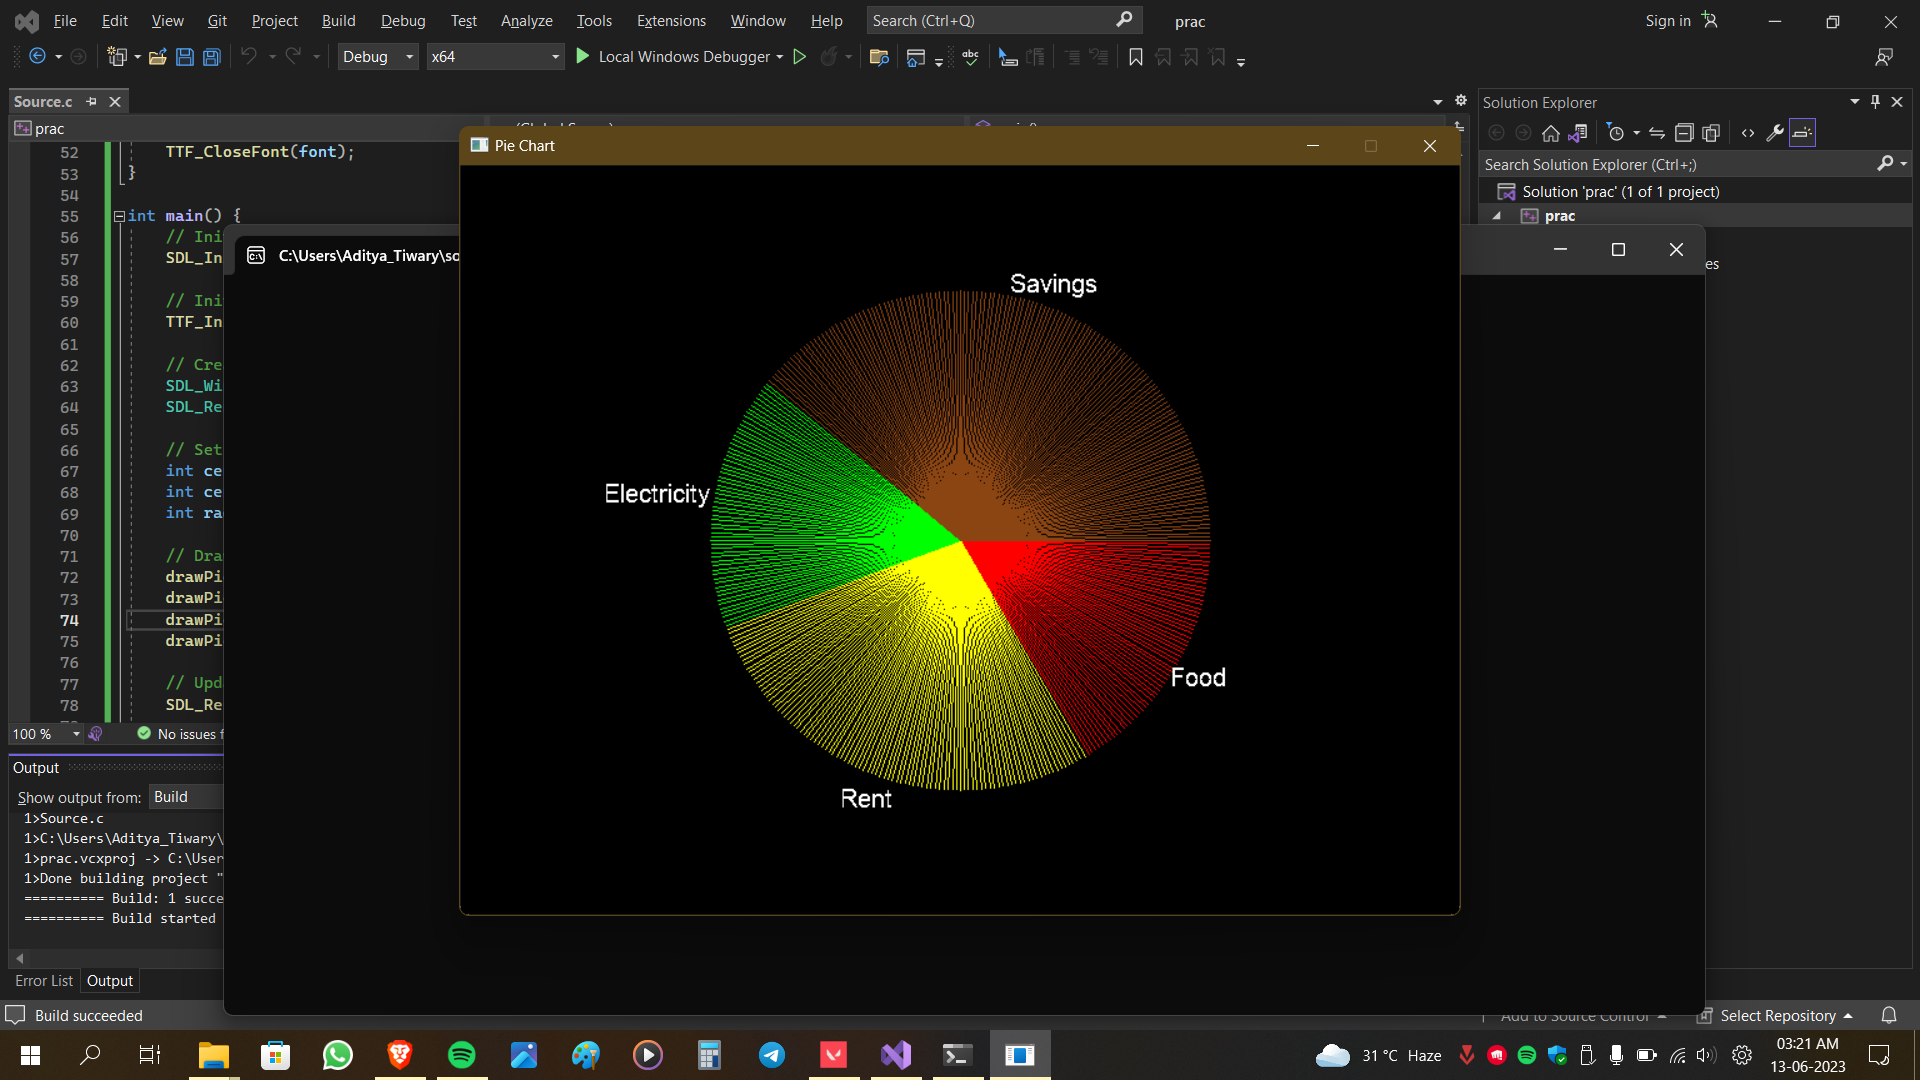 File Edit View Git Project Build Debug Test Analyze Tools Extensions Window Help Search (Ctrl+Q) prac Sign in
Debug x64 Local Windows Debugger
Source.c
prac
52 TTF_CloseFont(font);
53 }
54
55 int main() {
56 // Ini
57 SDL_In
58
59 // Ini
60 TTF_In
61
62 // Cre
63 SDL_Wi
64 SDL_Re
65
66 // Set
67 int ce
68 int ce
69 int ra
70
71 // Dra
72 drawPi
73 drawPi
74 drawPi
75 drawPi
76
77 // Upd
78 SDL_Re
100 % No issues f
Output
Show output from: Build
1>Source.c
1>C:\Users\Aditya_Tiwary\
1>prac.vcxproj -> C:\User
1>Done building project "
========== Build: 1 succe
========== Build started
Error List Output
Build succeeded
C:\Users\Aditya_Tiwary\so
Pie Chart
Savings
Electricity
Food
Rent
Solution Explorer
Search Solution Explorer (Ctrl+;)
Solution 'prac' (1 of 1 project)
prac
es
Add to Source Control Select Repository
31°C Haze
03:21 AM
13-06-2023